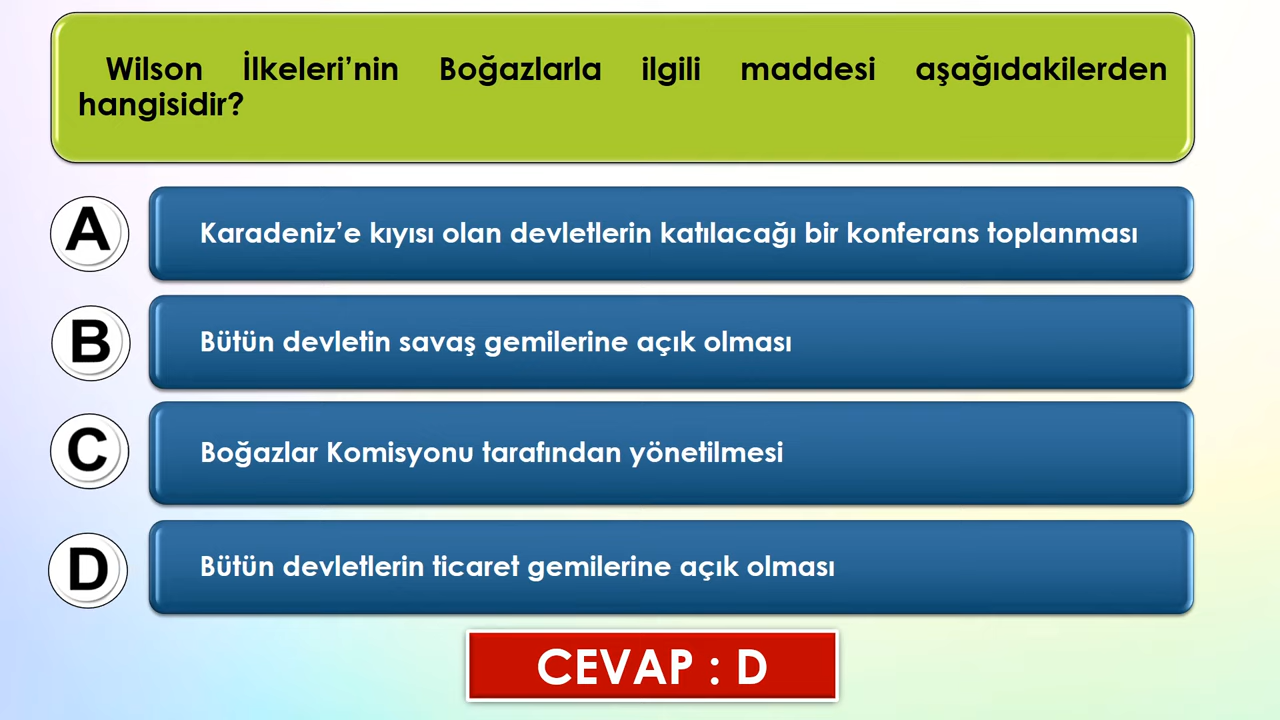 Wilson İlkeleri’nin Boğazlarla ilgili maddesi aşağıdakilerden
hangisidir?
A
Karadeniz’e kıyısı olan devletlerin katılacağı bir konferans toplanması
B
Bütün devletin savaş gemilerine açık olması
C
Boğazlar Komisyonu tarafından yönetilmesi
D
Bütün devletlerin ticaret gemilerine açık olması
CEVAP : D